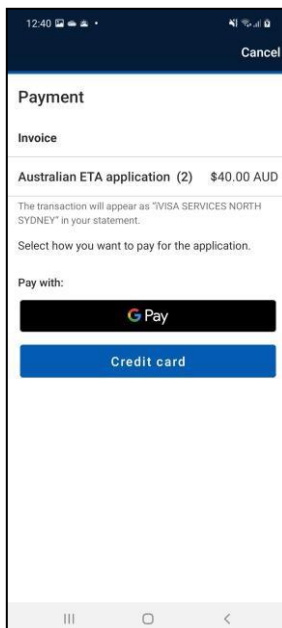 12:40
Cancel
Payment
Invoice
Australian ETA application (2) $40.00 AUD
The transaction will appear as "IVISA SERVICES NORTH
SYDNEY" in your statement.
Select how you want to pay for the application.
Pay with:
G Pay
Credit card